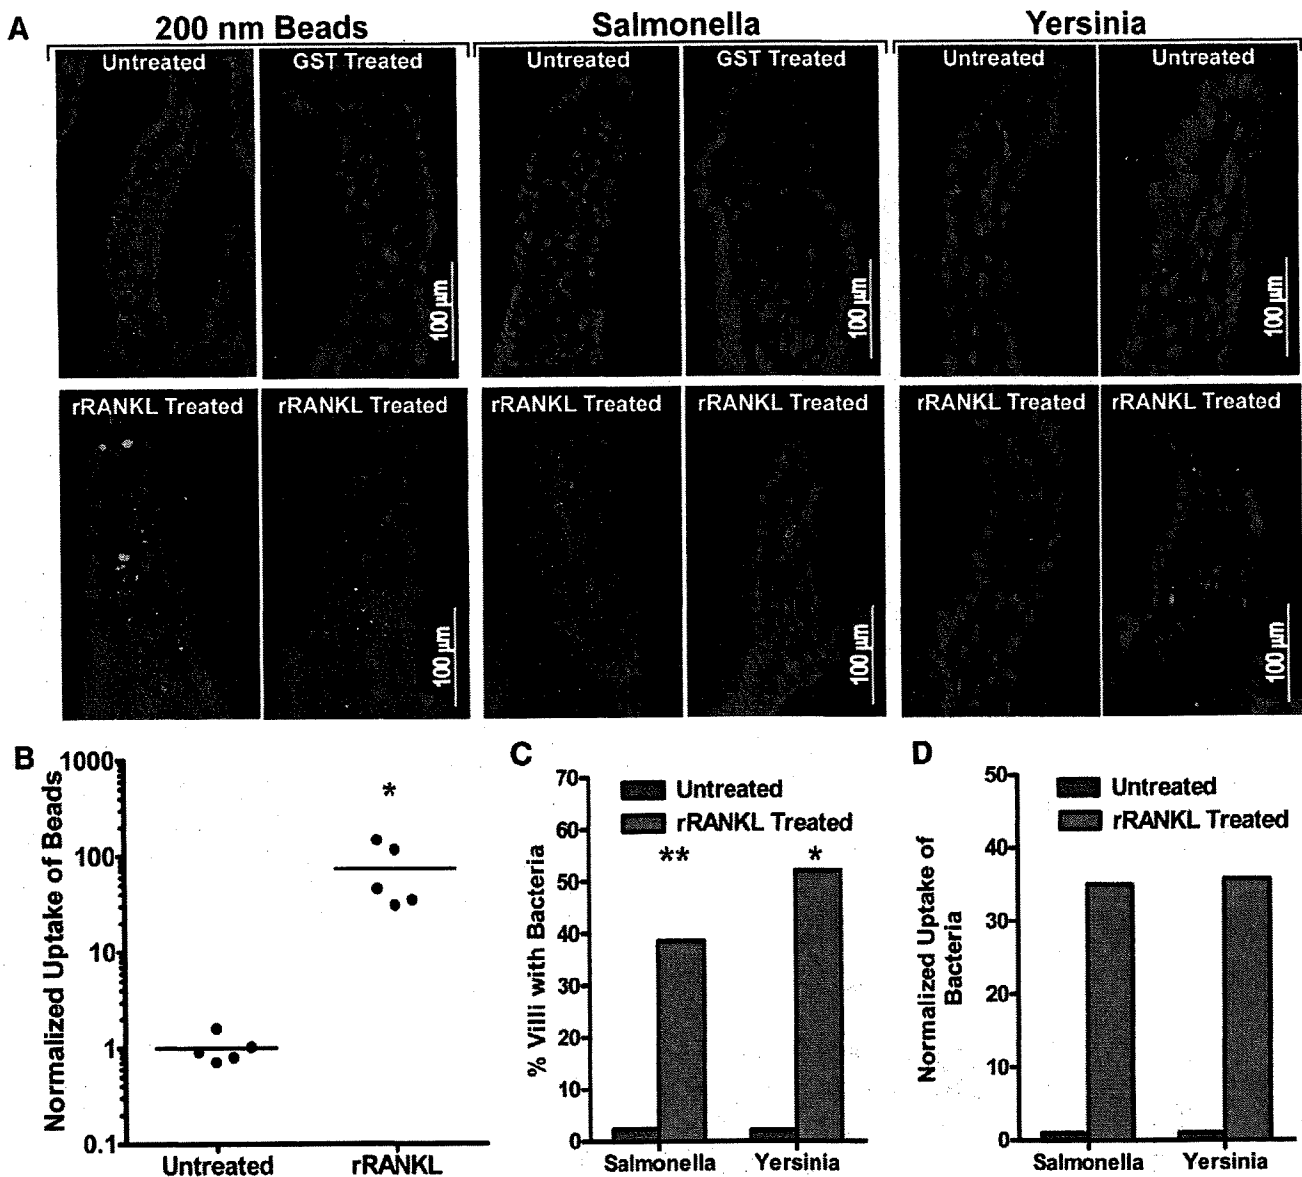 A
200 nm Beads
Salmonella
Yersinia
Untreated
GST Treated
Untreated
GST Treated
Untreated
Untreated
100 µm
100 µm
100 µm
rRANKL Treated
rRANKL Treated
rRANKL Treated
rRANKL Treated
rRANKL Treated
rRANKL Treated
100 µm
100 µm
100 µm
B
Normalized Uptake of Beads
1000
100
10
1
0.1
*
Untreated
rRANKL
C
% Villi with Bacteria
70
60
50
40
30
20
10
0
Untreated
rRANKL Treated
**
*
Salmonella
Yersinia
D
Normalized Uptake of
Bacteria
50
40
30
20
10
0
Untreated
rRANKL Treated
Salmonella
Yersinia